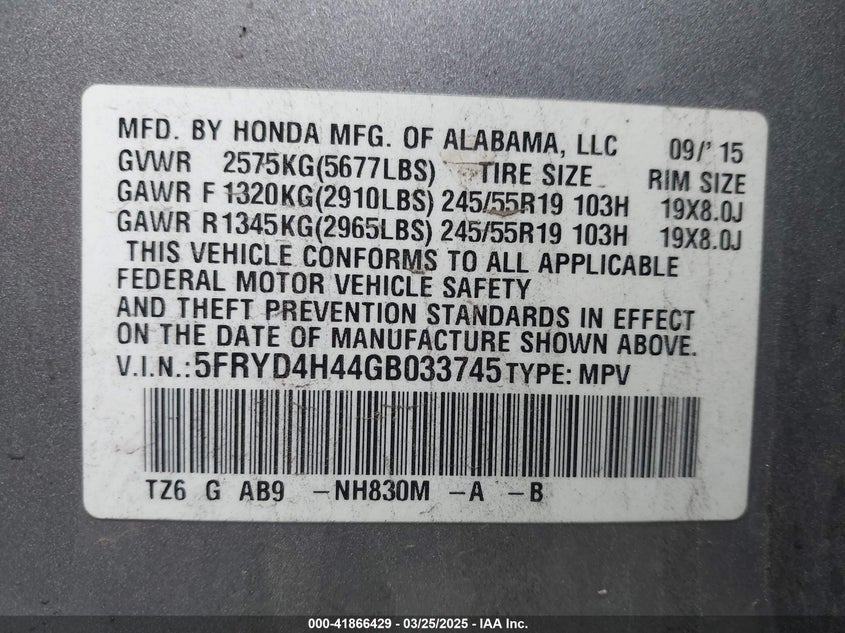 MFD. BY HONDA MFG. OF ALABAMA, LLC 09/' 15
GVWR 2575KG(5677LBS) TIRE SIZE RIM SIZE
GAWR F 1320KG(2910LBS) 245/55R19 103H 19X8.0J
GAWR R 1345KG(2965LBS) 245/55R19 103H 19X8.0J
THIS VEHICLE CONFORMS TO ALL APPLICABLE
FEDERAL MOTOR VEHICLE SAFETY
AND THEFT PREVENTION STANDARDS IN EFFECT
ON THE DATE OF MANUFACTURE SHOWN ABOVE.
V.I.N.: 5FRYD4H44GB033745 TYPE: MPV
TZ6 G AB9 -NH830M -A -B
000-41866429 - 03/25/2025 - IAA Inc.